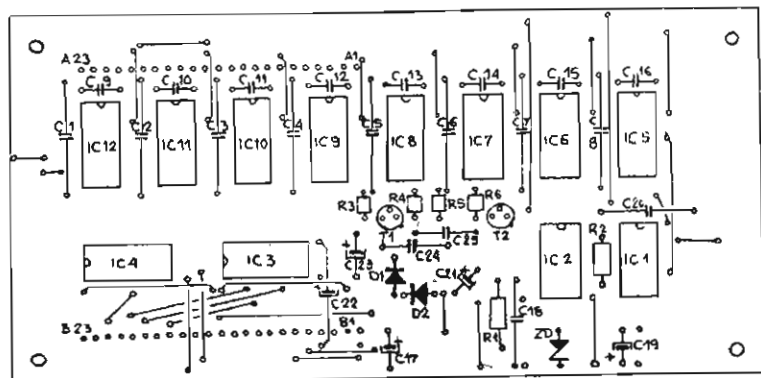 A23 A1
C9 C10 C11 C12 C13 C14 C15 C16
C1 C2 C3 C4 C5 C6 C7 C8
IC12 IC11 IC10 IC9 IC8 IC7 IC6 IC5
R3 R4 R5 R6
T1 T2
C26
R2
C25
C24
IC4 IC3 C23 IC2 IC1
D1 C21
C22 D2
B23 B1 R1 C18
C17 ZD C19